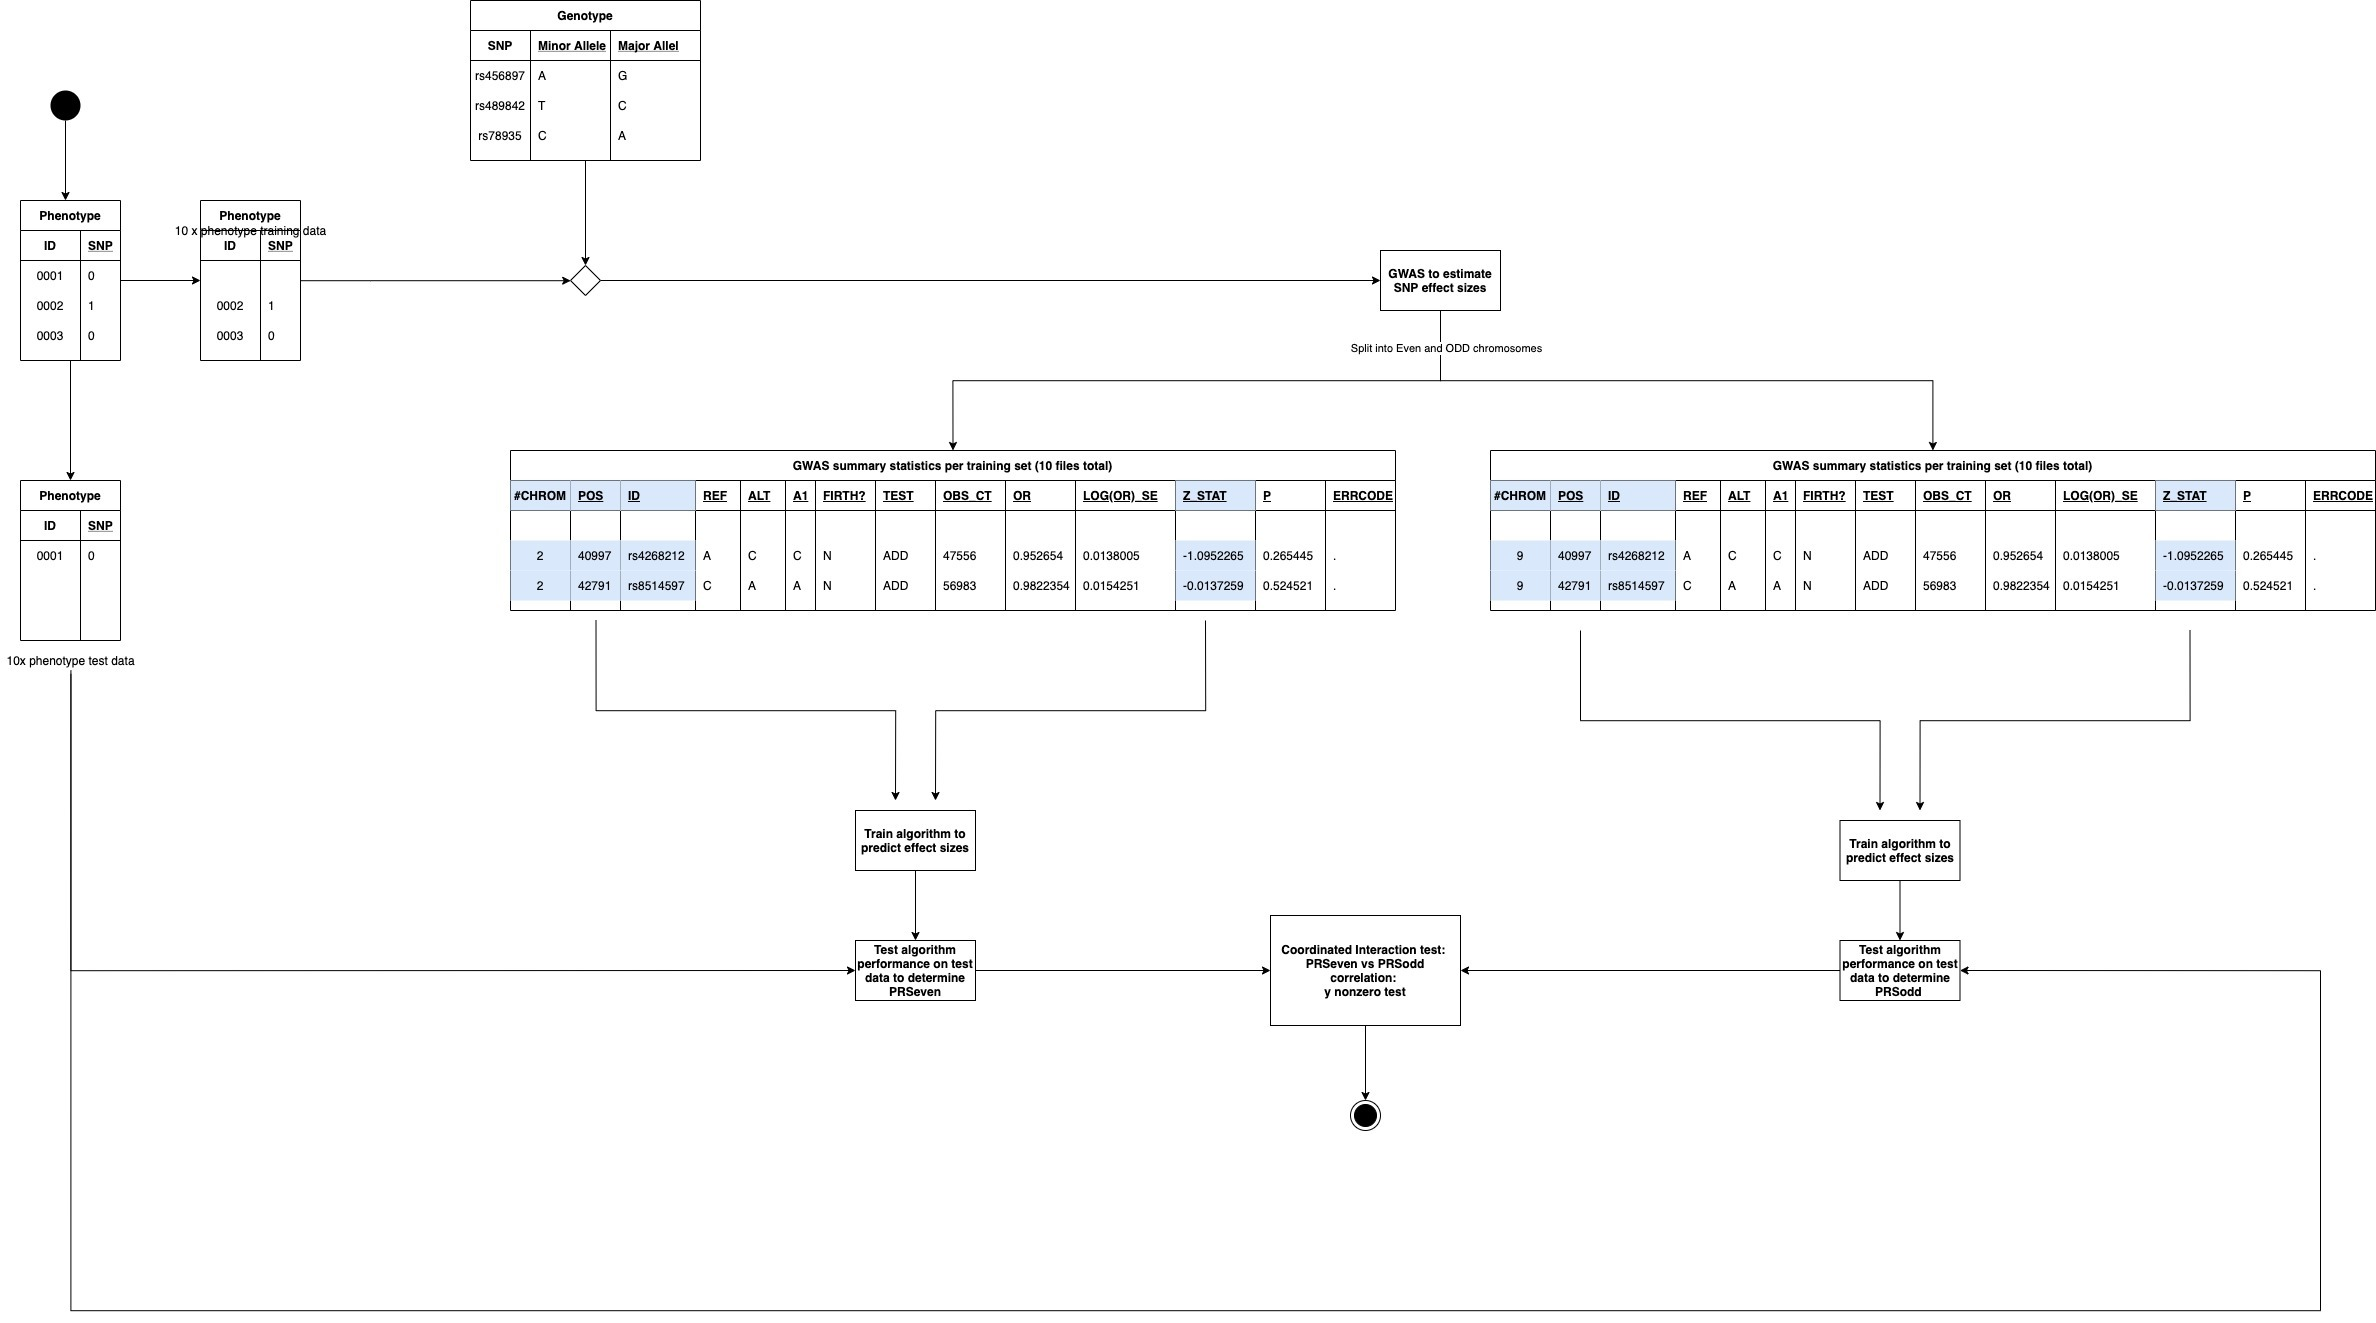 Genotype
SNP Minor Allele Major Allel
rs456897 A G
rs489842 T C
rs78935 C A
Phenotype
ID SNP
0001 0
0002 1
0003 0
Phenotype
10 x phenotype training data
ID SNP
0002 1
0003 0
GWAS to estimate
SNP effect sizes
Split into Even and ODD chromosomes
Phenotype
ID SNP
0001 0
10x phenotype test data
GWAS summary statistics per training set (10 files total)
#CHROM POS ID REF ALT A1 FIRTH? TEST OBS_CT OR LOG(OR)_SE Z_STAT P ERRCODE
2 40997 rs4268212 A C C N ADD 47556 0.952654 0.0138005 -1.0952265 0.265445 .
2 42791 rs8514597 C A A N ADD 56983 0.9822354 0.0154251 -0.0137259 0.524521 .
GWAS summary statistics per training set (10 files total)
#CHROM POS ID REF ALT A1 FIRTH? TEST OBS_CT OR LOG(OR)_SE Z_STAT P ERRCODE
9 40997 rs4268212 A C C N ADD 47556 0.952654 0.0138005 -1.0952265 0.265445 .
9 42791 rs8514597 C A A N ADD 56983 0.9822354 0.0154251 -0.0137259 0.524521 .
Train algorithm to
predict effect sizes
Train algorithm to
predict effect sizes
Test algorithm
performance on test
data to determine
PRSeven
Coordinated Interaction test:
PRSeven vs PRSodd
correlation:
y nonzero test
Test algorithm
performance on test
data to determine
PRSodd